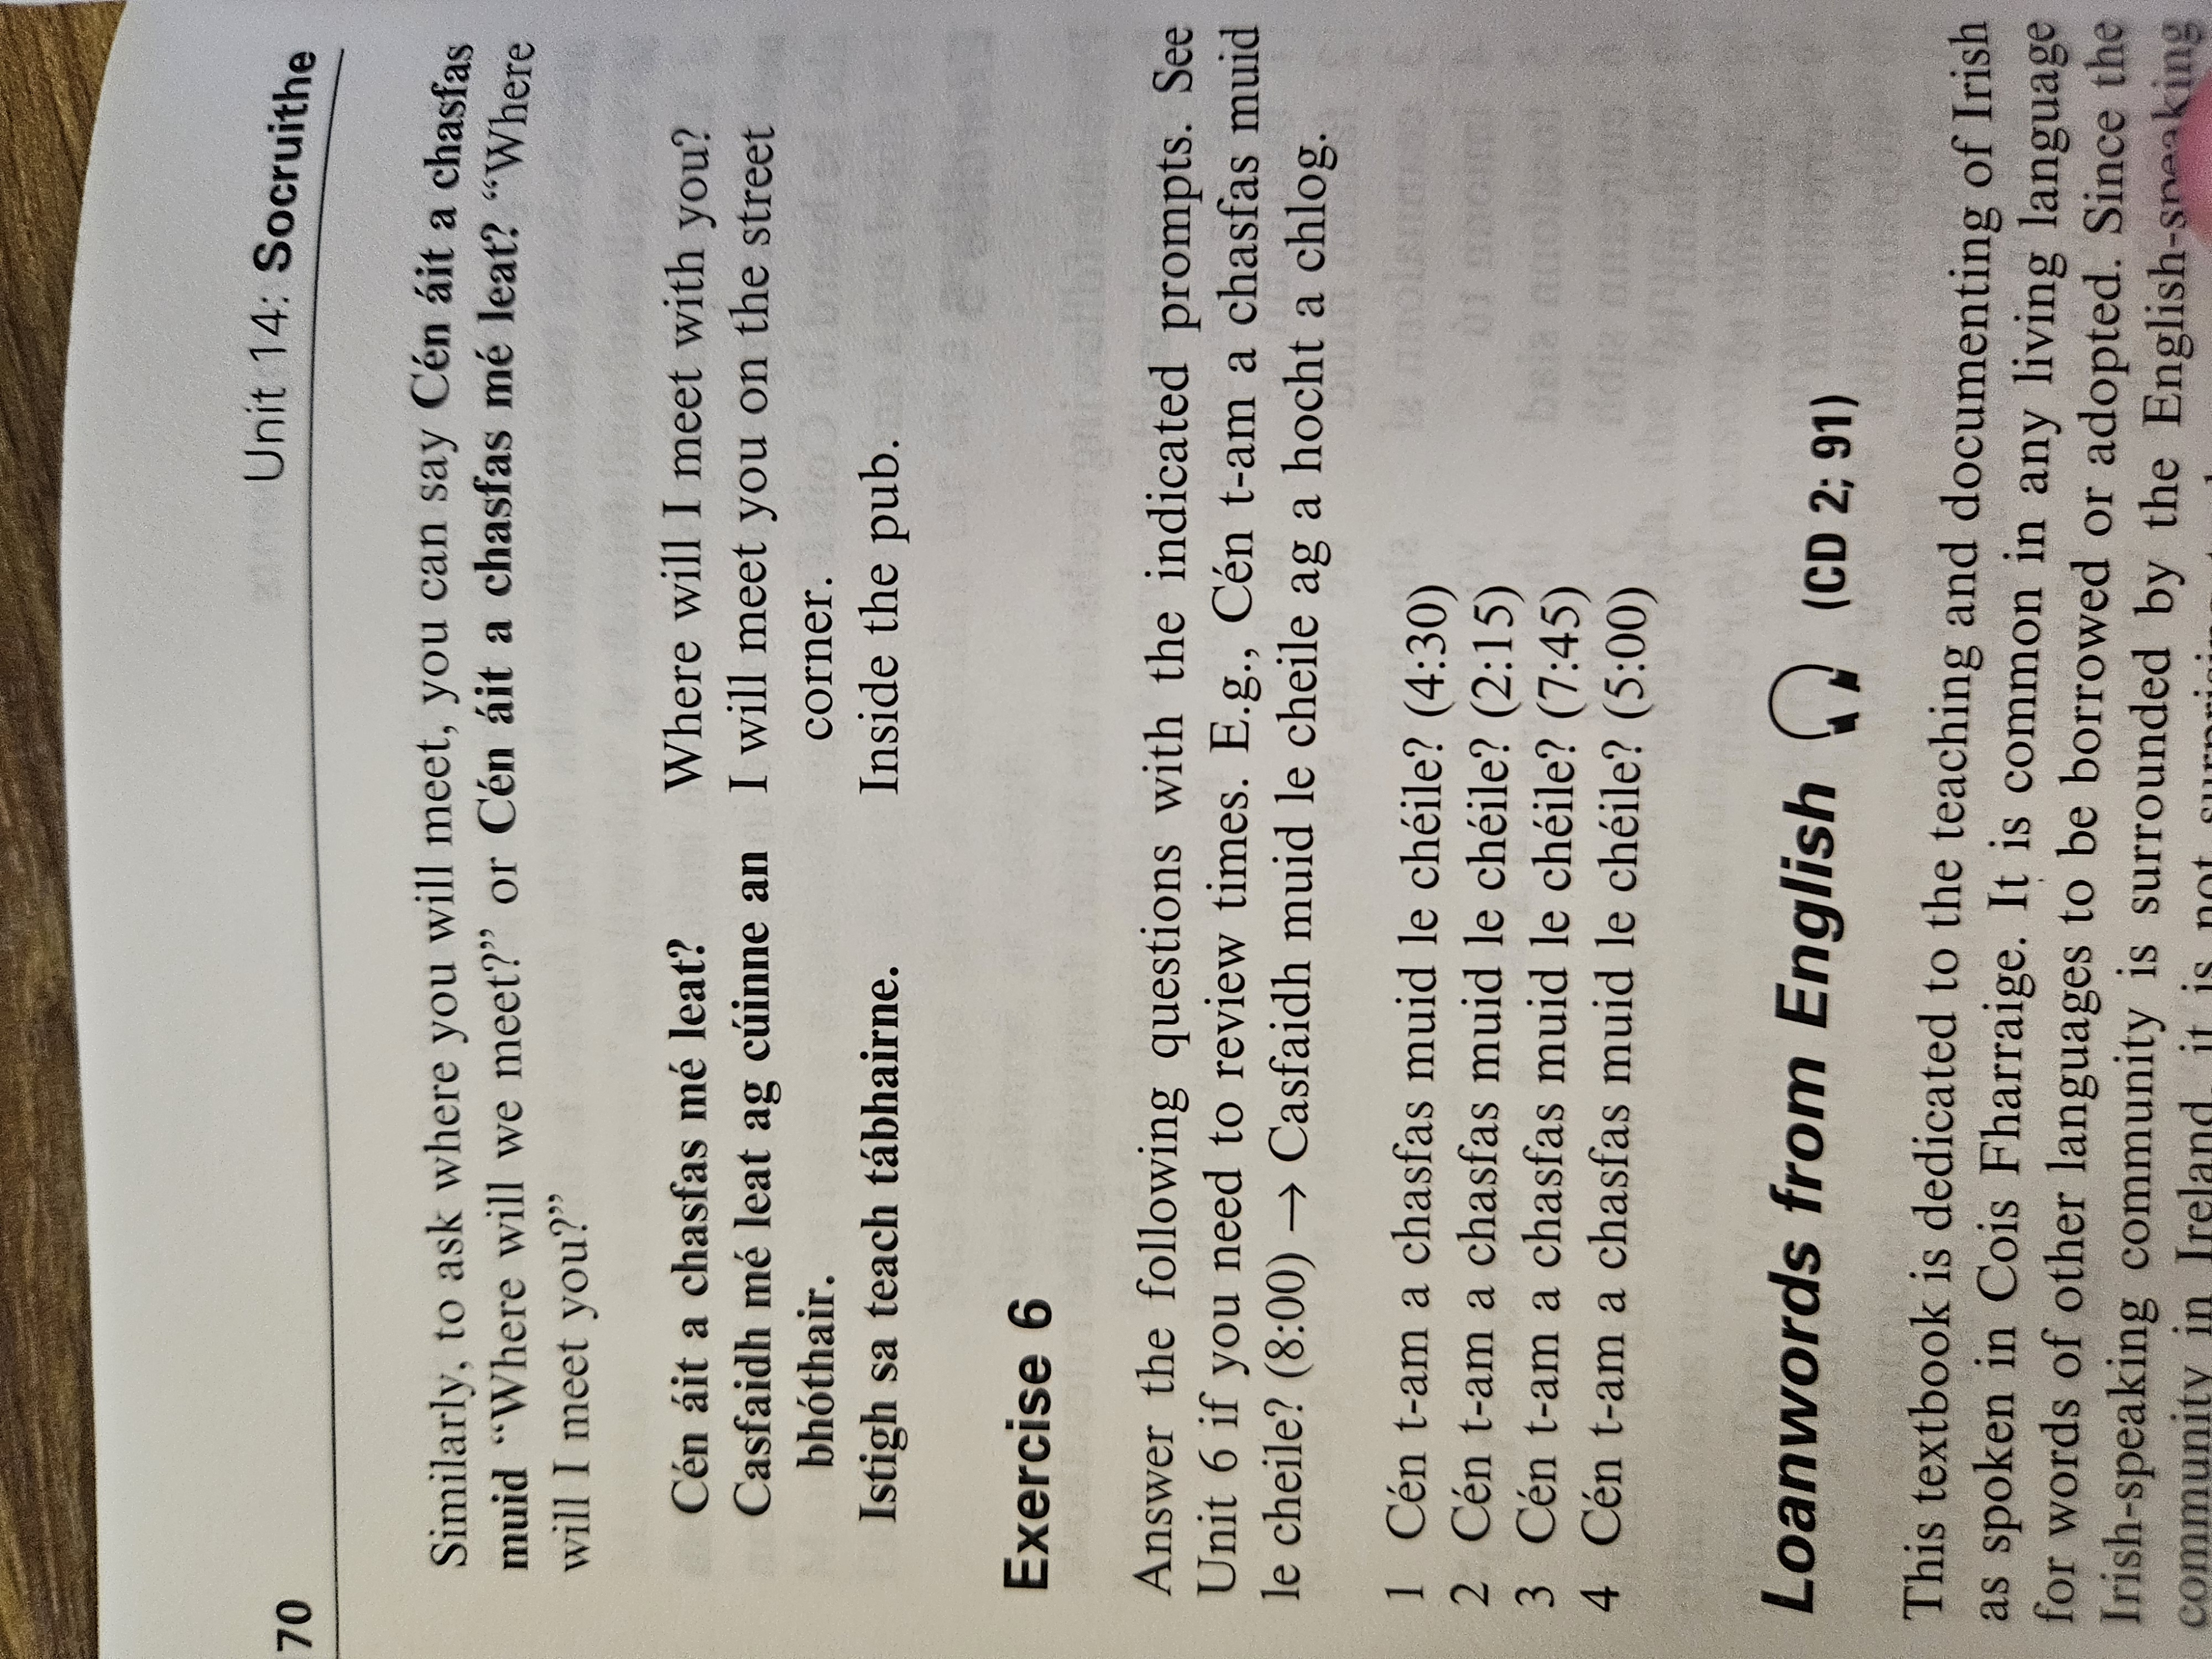 70
Unit 14: Socruithe
Similarly, to ask where you will meet, you can say Cén áit a chasfas
muid “Where will we meet?” or Cén áit a chasfas mé leat? “Where
will I meet you?”
Cén áit a chasfas mé leat? Where will I meet with you?
Casfaidh mé leat ag cúinne an I will meet you on the street
bhóthair. corner.
Istigh sa teach tábhairne. Inside the pub.
Exercise 6
Answer the following questions with the indicated prompts. See
Unit 6 if you need to review times. E.g., Cén t-am a chasfas muid
le cheile? (8:00) → Casfaidh muid le cheile ag a hocht a chlog.
1 Cén t-am a chasfas muid le chéile? (4:30)
2 Cén t-am a chasfas muid le chéile? (2:15)
3 Cén t-am a chasfas muid le chéile? (7:45)
4 Cén t-am a chasfas muid le chéile? (5:00)
Loanwords from English (CD 2; 91)
This textbook is dedicated to the teaching and documenting of Irish
as spoken in Cois Fharraige. It is common in any living language
for words of other languages to be borrowed or adopted. Since the
Irish-speaking community is surrounded by the English-speaking
community in Ireland, it is not